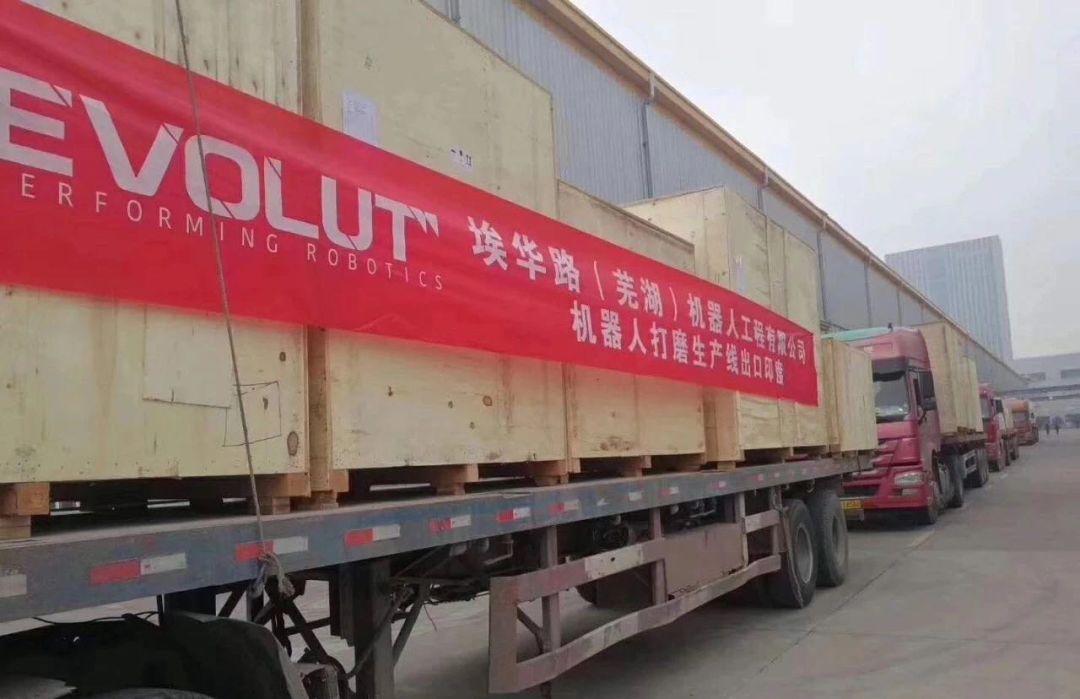 EVOLUT
ERFORMING ROBOTICS
埃华路（芜湖）机器人工程有限公司
机器人打磨生产线出口印度